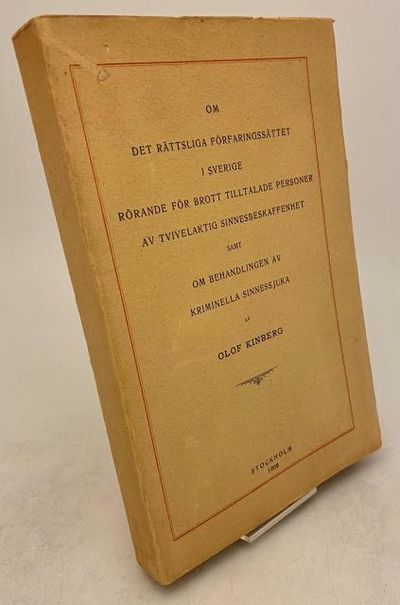 OM
DET RÄTTSLIGA FÖRFARINGSSÄTTET
I SVERIGE
RÖRANDE FÖR BROTT TILLTALADE PERSONER
AV TVIVELAKTIG SINNESBESKAFFENHET
SAMT
OM BEHANDLINGEN AV
KRIMINELLA SINNESSJUKA
AV
OLOF KINBERG
STOCKHOLM
1908